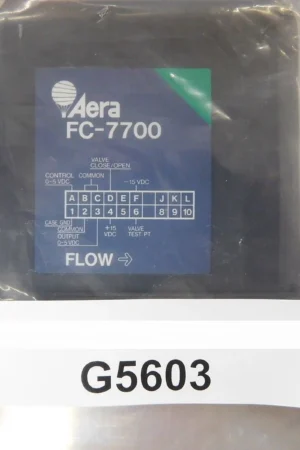 Aera
FC-7700
VALVE
CLOSE/OPEN
CONTROL COMMON
0-5 VDC
-15 VDC
A B C D E F J K L
1 2 3 4 5 6 8 9 10
CASE GND
COMMON
OUTPUT
0-5 VDC
+15
VDC
VALVE
TEST PT
FLOW
G5603